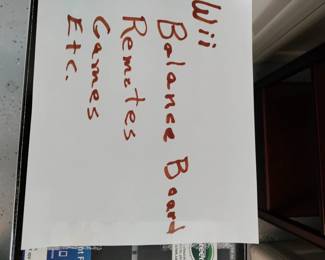 Wii
Balance Board
Remotes
Games
Etc.